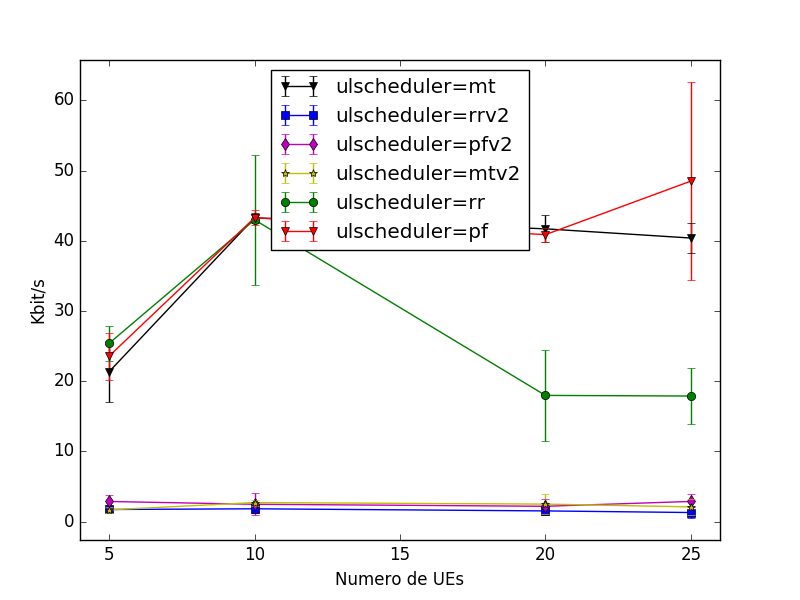 60
50
40
30
20
10
0
Kbit/s
ulscheduler=mt
ulscheduler=rrv2
ulscheduler=pfv2
ulscheduler=mtv2
ulscheduler=rr
ulscheduler=pf
5 10 15 20 25
Numero de UEs